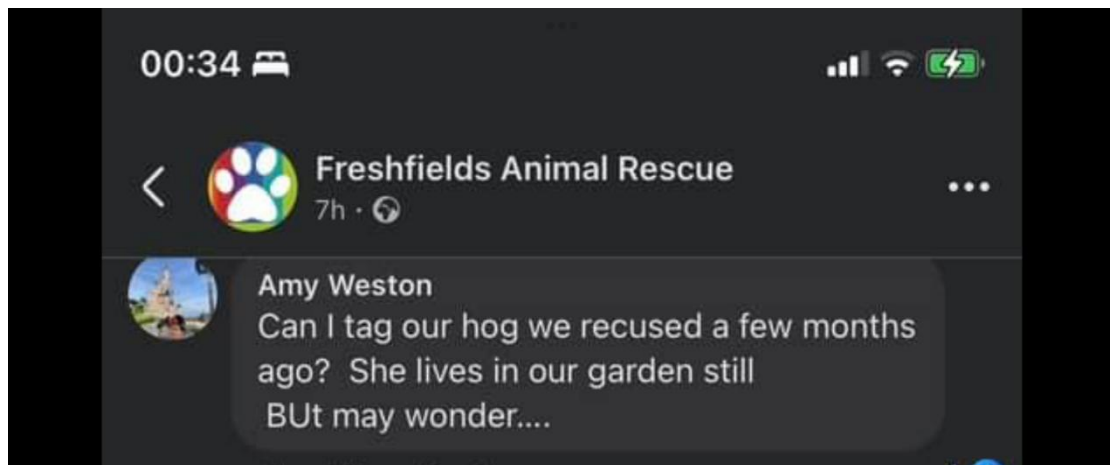 00:34
Freshfields Animal Rescue
7h ·
Amy Weston
Can I tag our hog we recused a few months
ago?  She lives in our garden still
BUt may wonder....